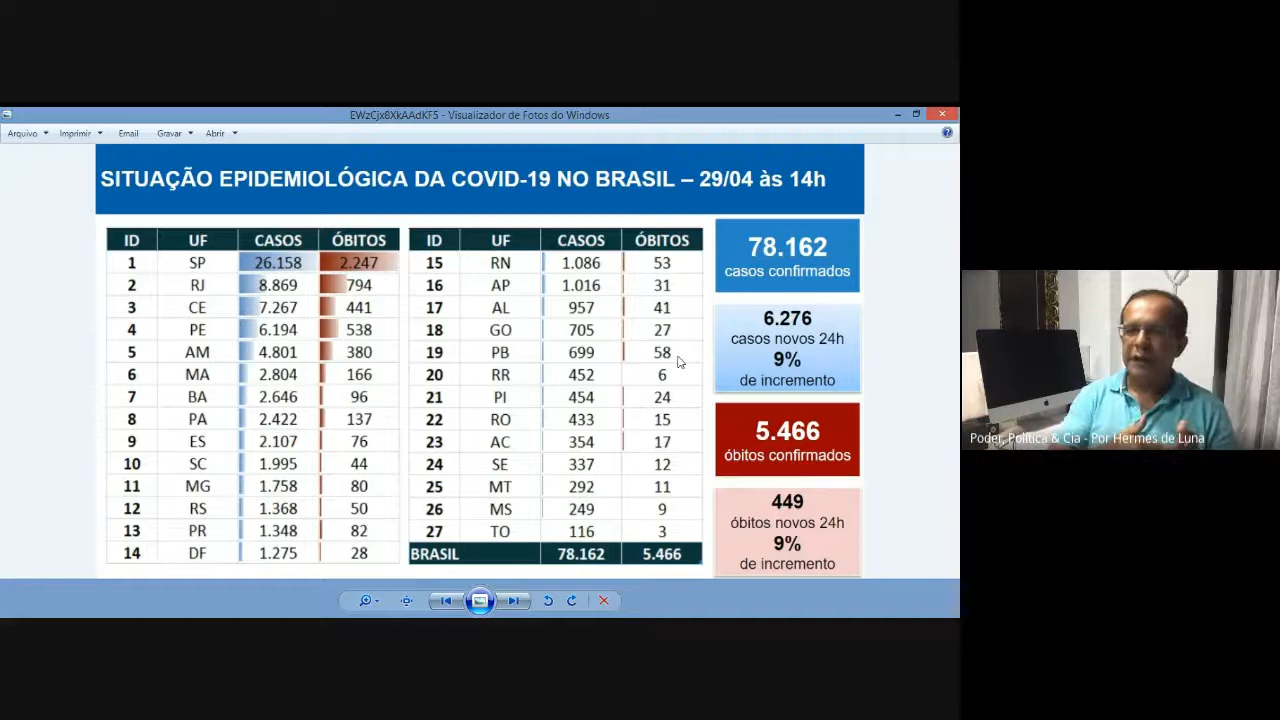 EWzCjx8XkAAdKF5 - Visualizador de Fotos do Windows
Arquivo Imprimir Email Gravar Abrir
SITUAÇÃO EPIDEMIOLÓGICA DA COVID-19 NO BRASIL – 29/04 às 14h
ID UF CASOS ÓBITOS
1 SP 26.158 2.247
2 RJ 8.869 794
3 CE 7.267 441
4 PE 6.194 538
5 AM 4.801 380
6 MA 2.804 166
7 BA 2.646 96
8 PA 2.422 137
9 ES 2.107 76
10 SC 1.995 44
11 MG 1.758 80
12 RS 1.368 50
13 PR 1.348 82
14 DF 1.275 28
ID UF CASOS ÓBITOS
15 RN 1.086 53
16 AP 1.016 31
17 AL 957 41
18 GO 705 27
19 PB 699 58
20 RR 452 6
21 PI 454 24
22 RO 433 15
23 AC 354 17
24 SE 337 12
25 MT 292 11
26 MS 249 9
27 TO 116 3
BRASIL 78.162 5.466
78.162
casos confirmados
6.276
casos novos 24h
9%
de incremento
5.466
óbitos confirmados
449
óbitos novos 24h
9%
de incremento
Poder, Política & Cia - Por Hermes de Luna